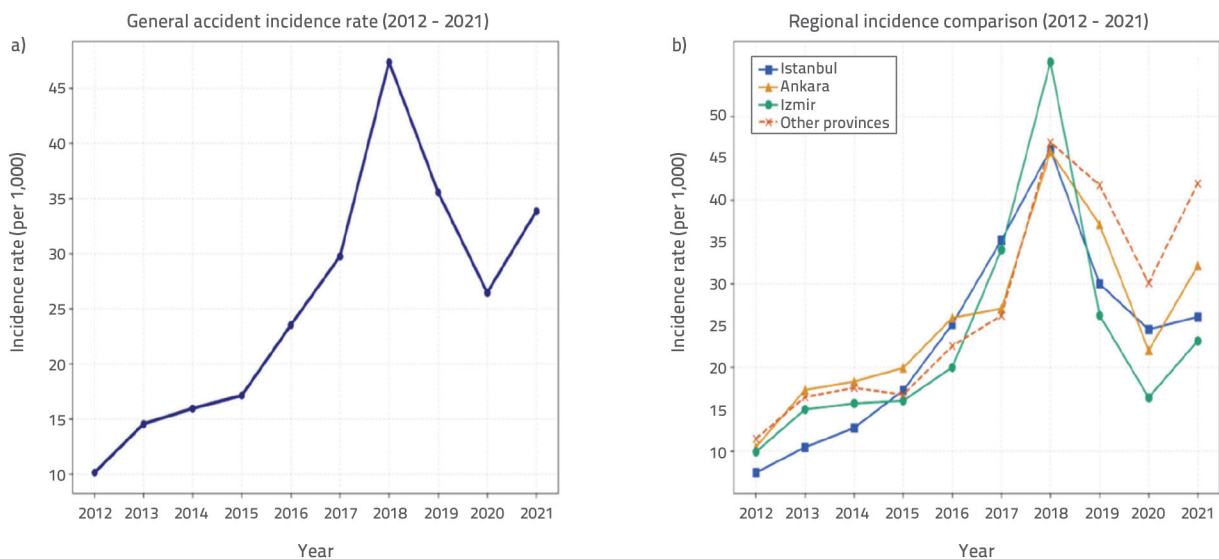 General accident incidence rate (2012 - 2021)
a)
Incidence rate (per 1,000)
45
40
35
30
25
20
15
10
2012 2013 2014 2015 2016 2017 2018 2019 2020 2021
Year
Regional incidence comparison (2012 - 2021)
b)
Istanbul
Ankara
Izmir
Other provinces
Incidence rate (per 1,000)
50
45
40
35
30
25
20
15
10
2012 2013 2014 2015 2016 2017 2018 2019 2020 2021
Year